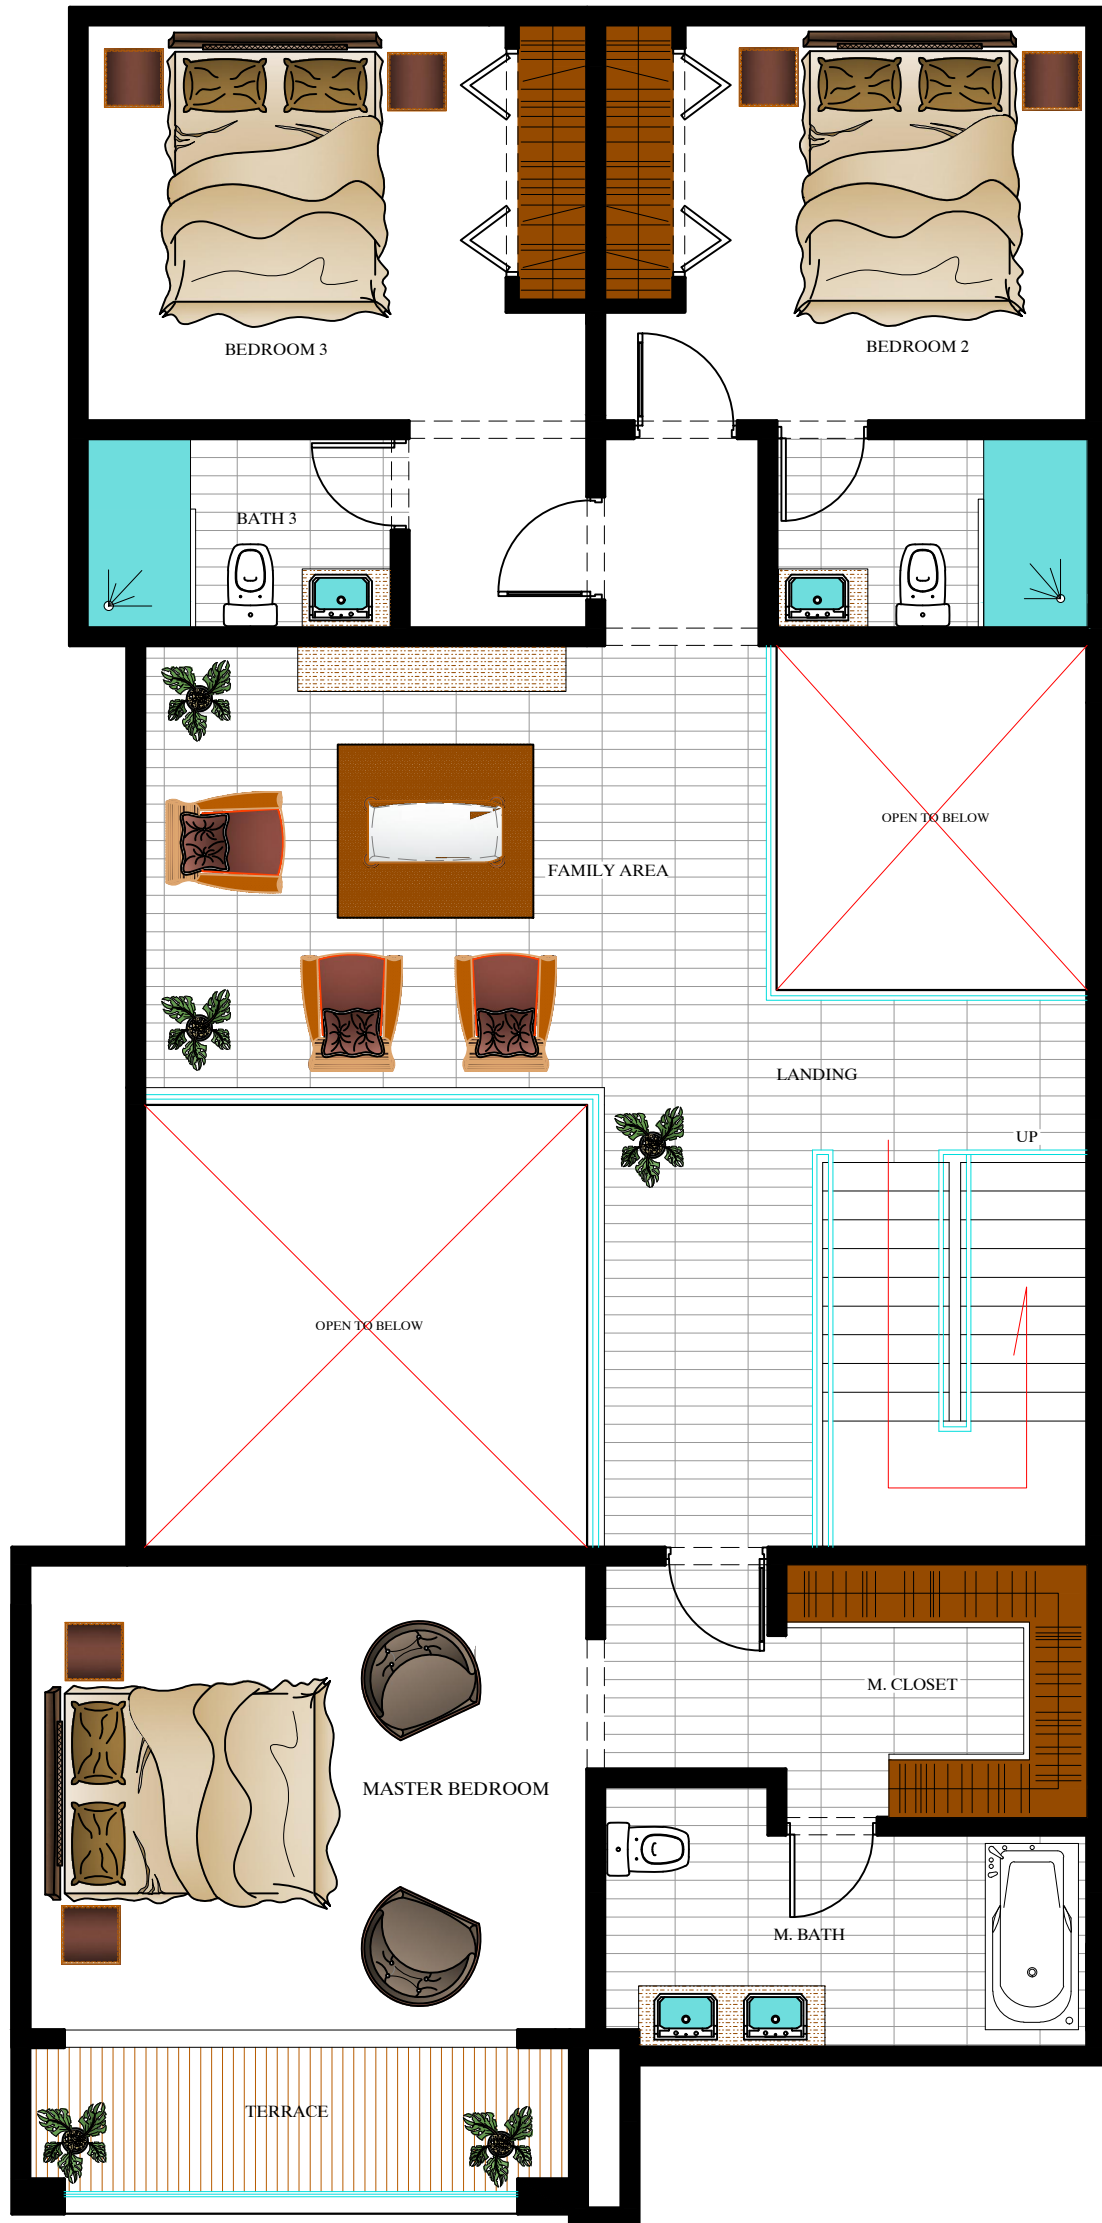 BEDROOM 3
BEDROOM 2
BATH 3
OPEN TO BELOW
FAMILY AREA
LANDING
UP
OPEN TO BELOW
M. CLOSET
MASTER BEDROOM
M. BATH
TERRACE